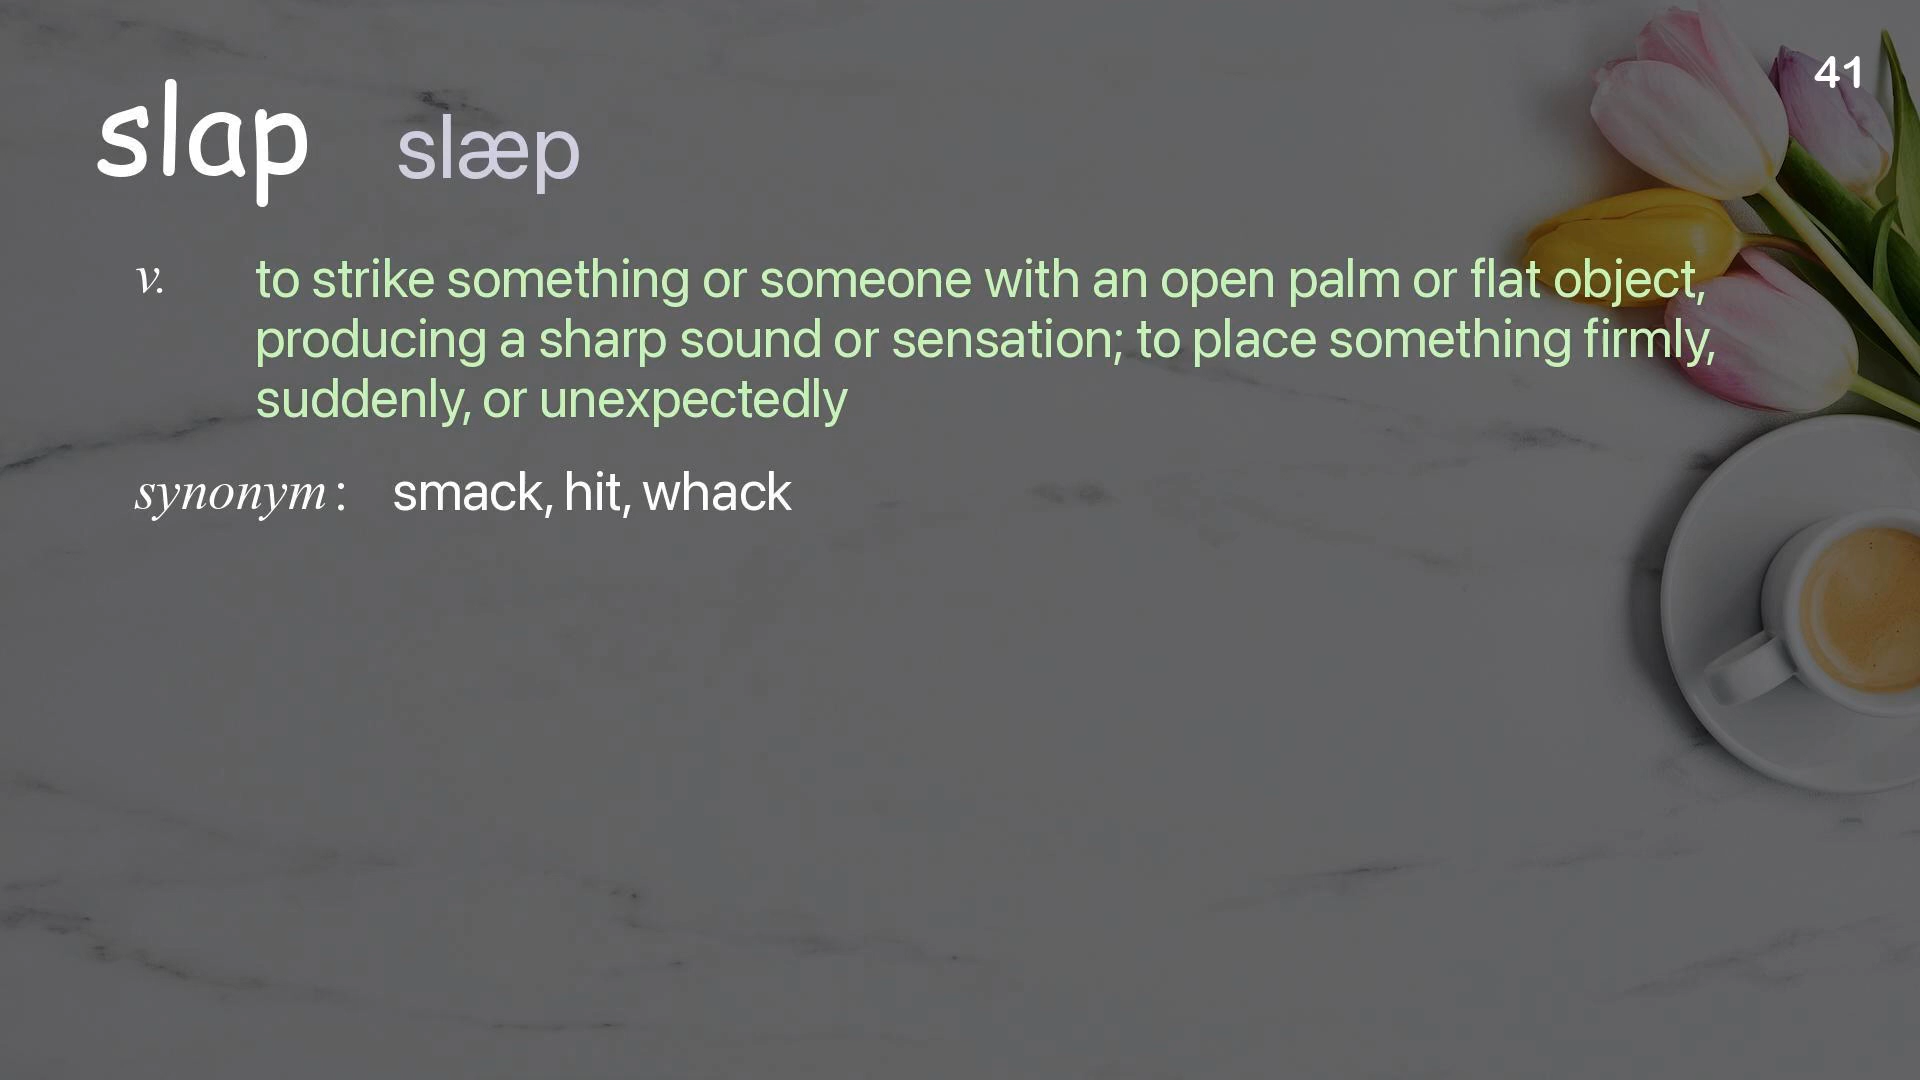 41
slap slæp
v. to strike something or someone with an open palm or flat object,
producing a sharp sound or sensation; to place something firmly,
suddenly, or unexpectedly
synonym : smack, hit, whack